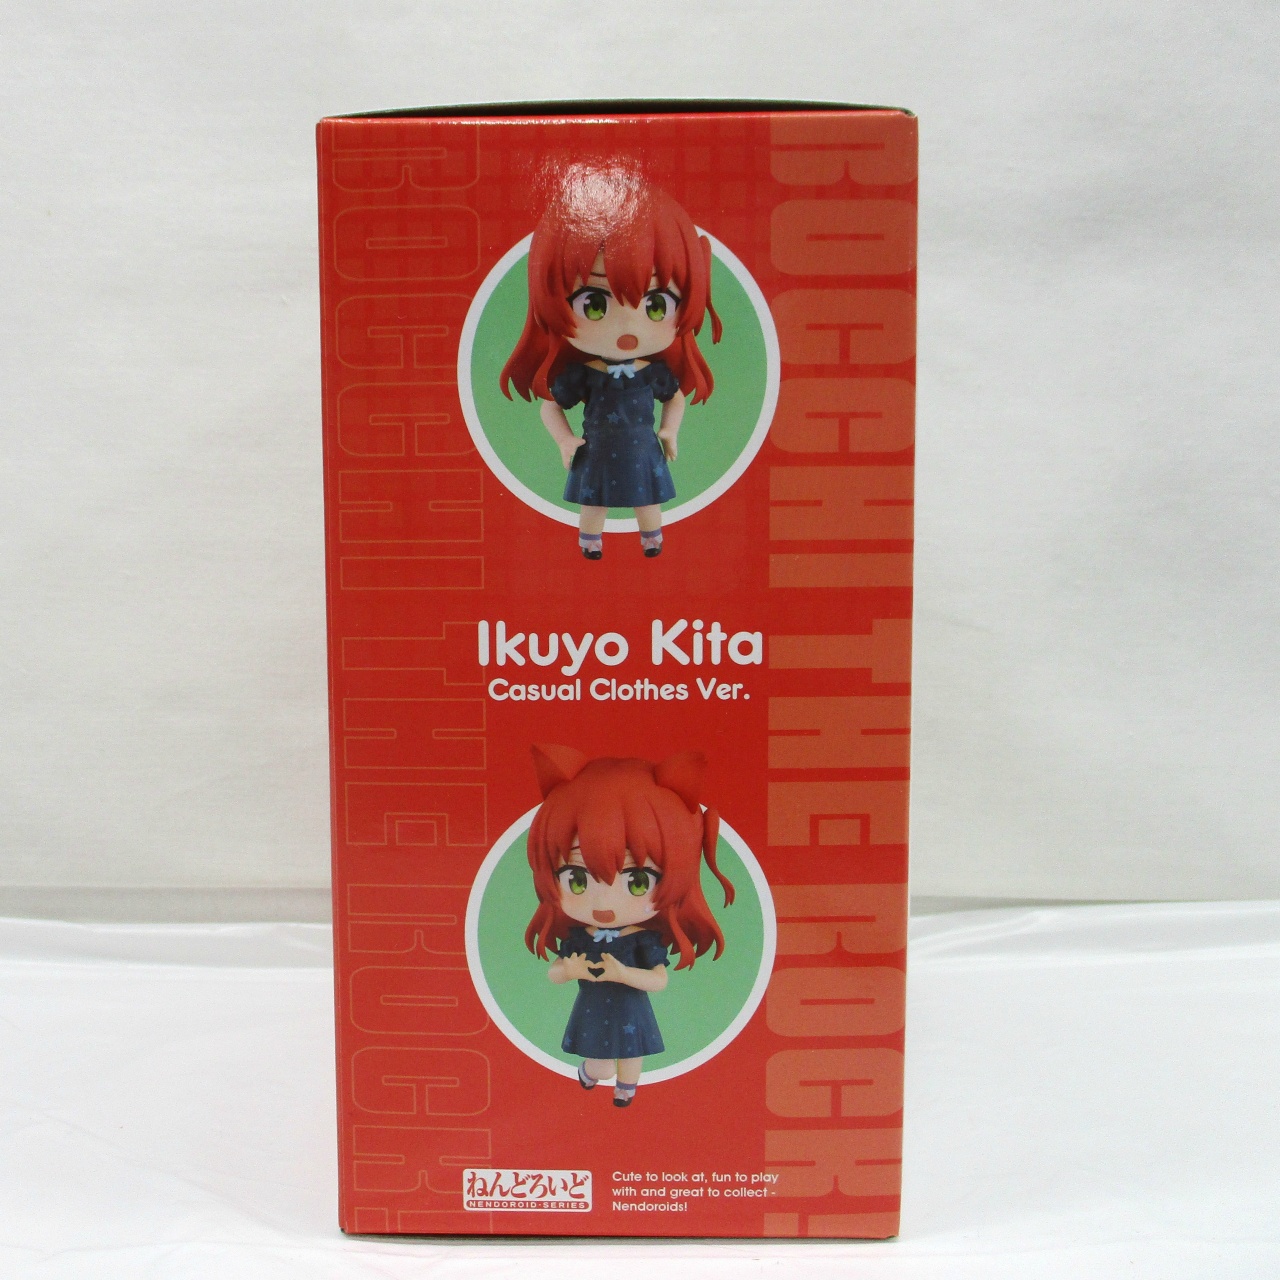 BOCCHI THE ROCK!
BOCCHI THE ROCK!
Ikuyo Kita
Casual Clothes Ver.
ねんどろいど
NENDOROID·SERIES
Cute to look at, fun to play
with and great to collect -
Nendoroids!